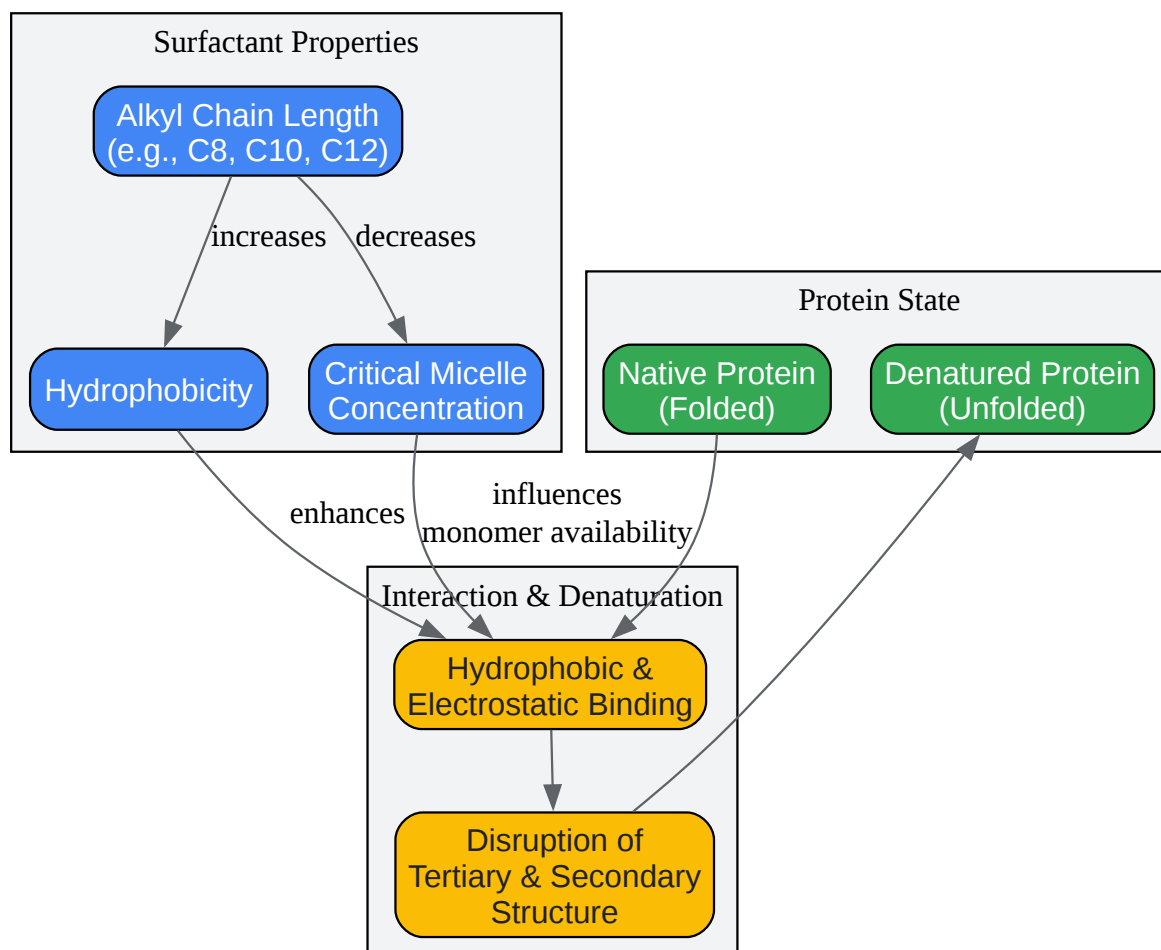 Surfactant Properties
Alkyl Chain Length
(e.g., C8, C10, C12)
increases
decreases
Hydrophobicity
Critical Micelle
Concentration
Protein State
Native Protein
(Folded)
Denatured Protein
(Unfolded)
enhances
influences
monomer availability
Interaction & Denaturation
Hydrophobic &
Electrostatic Binding
Disruption of
Tertiary & Secondary
Structure